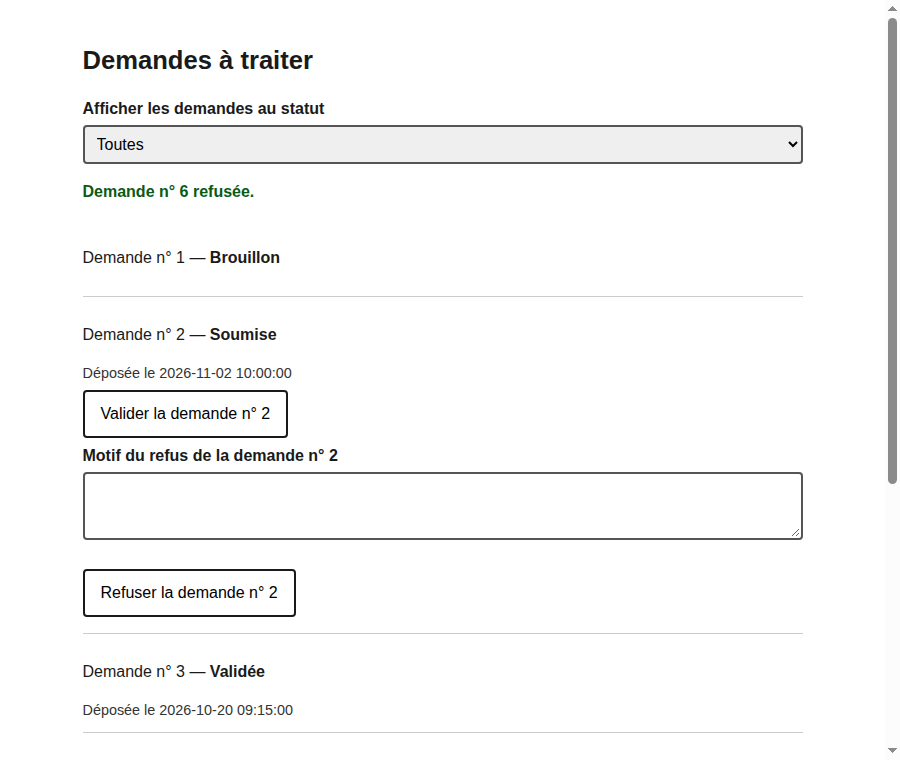 Demandes à traiter
Afficher les demandes au statut
Toutes
Demande n° 6 refusée.
Demande n° 1 — Brouillon
Demande n° 2 — Soumise
Déposée le 2026-11-02 10:00:00
Valider la demande n° 2
Motif du refus de la demande n° 2
Refuser la demande n° 2
Demande n° 3 — Validée
Déposée le 2026-10-20 09:15:00